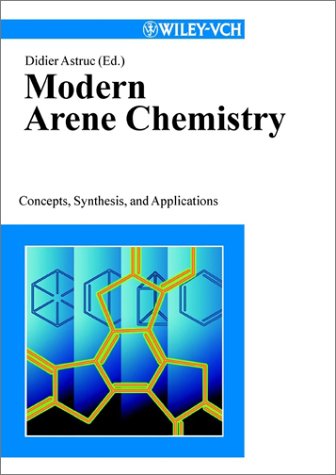 WILEY-VCH
Didier Astruc (Ed.)
Modern
Arene Chemistry
Concepts, Synthesis, and Applications